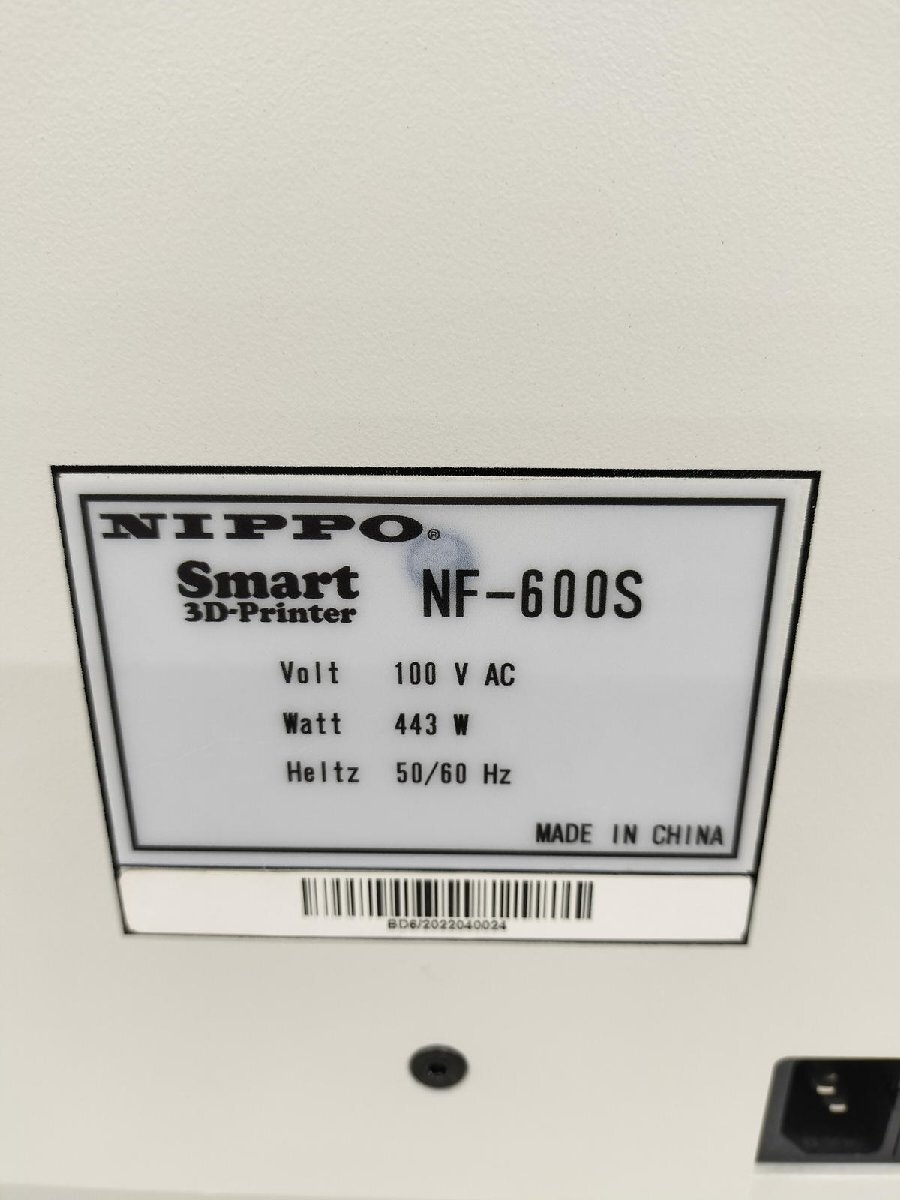 NIPPO®
Smart
3D-Printer
NF-600S
Volt 100 V AC
Watt 443 W
Heltz 50/60 Hz
MADE IN CHINA
BD6/2022040024